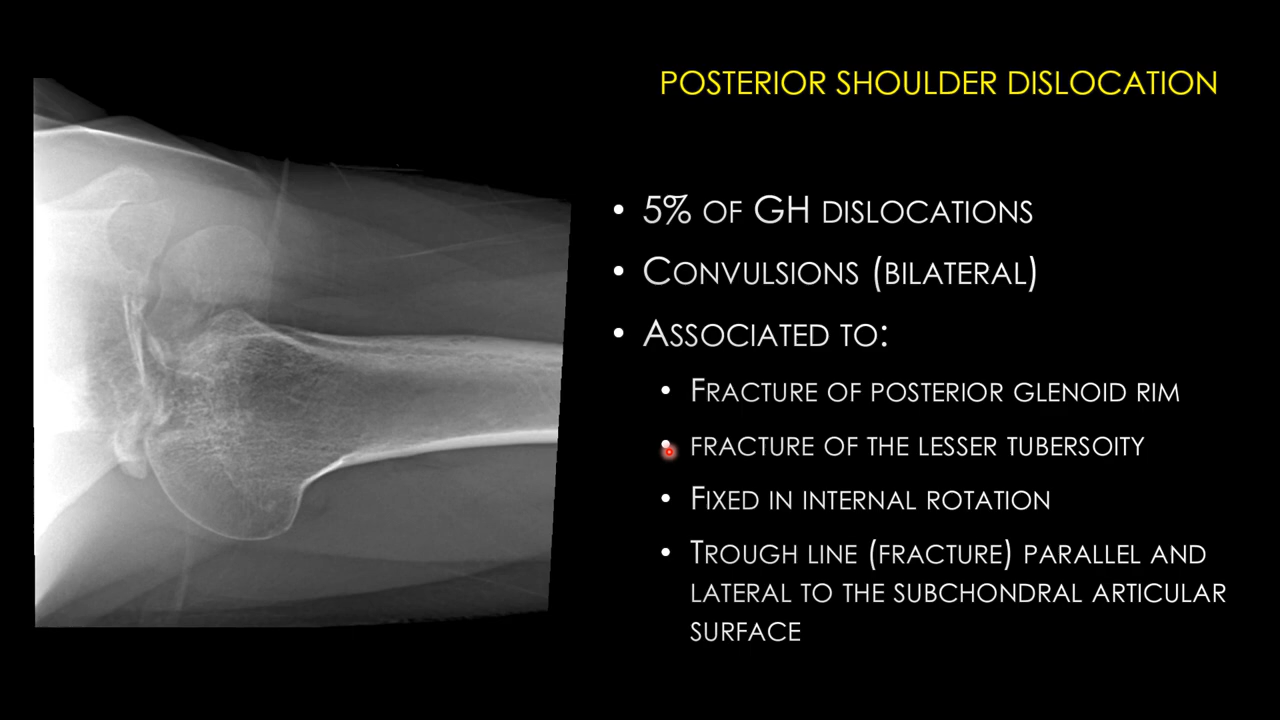 POSTERIOR SHOULDER DISLOCATION
• 5% OF GH DISLOCATIONS
• CONVULSIONS (BILATERAL)
• ASSOCIATED TO:
• FRACTURE OF POSTERIOR GLENOID RIM
• FRACTURE OF THE LESSER TUBERSOITY
• FIXED IN INTERNAL ROTATION
• TROUGH LINE (FRACTURE) PARALLEL AND
LATERAL TO THE SUBCHONDRAL ARTICULAR
SURFACE